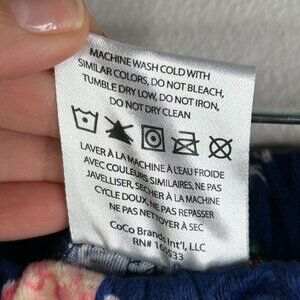 MACHINE WASH COLD WITH
SIMILAR COLORS, DO NOT BLEACH,
TUMBLE DRY LOW, DO NOT IRON,
DO NOT DRY CLEAN
LAVER À LA MACHINE À L'EAU FROIDE
AVEC COULEURS SIMILAIRES, NE PAS
JAVELLISER, SECHER À LA MACHINE
CYCLE DOUX, NE PAS REPASSER
NE PAS NETTOYER À SEC
CoCo Brands Int'l, LLC
RN#